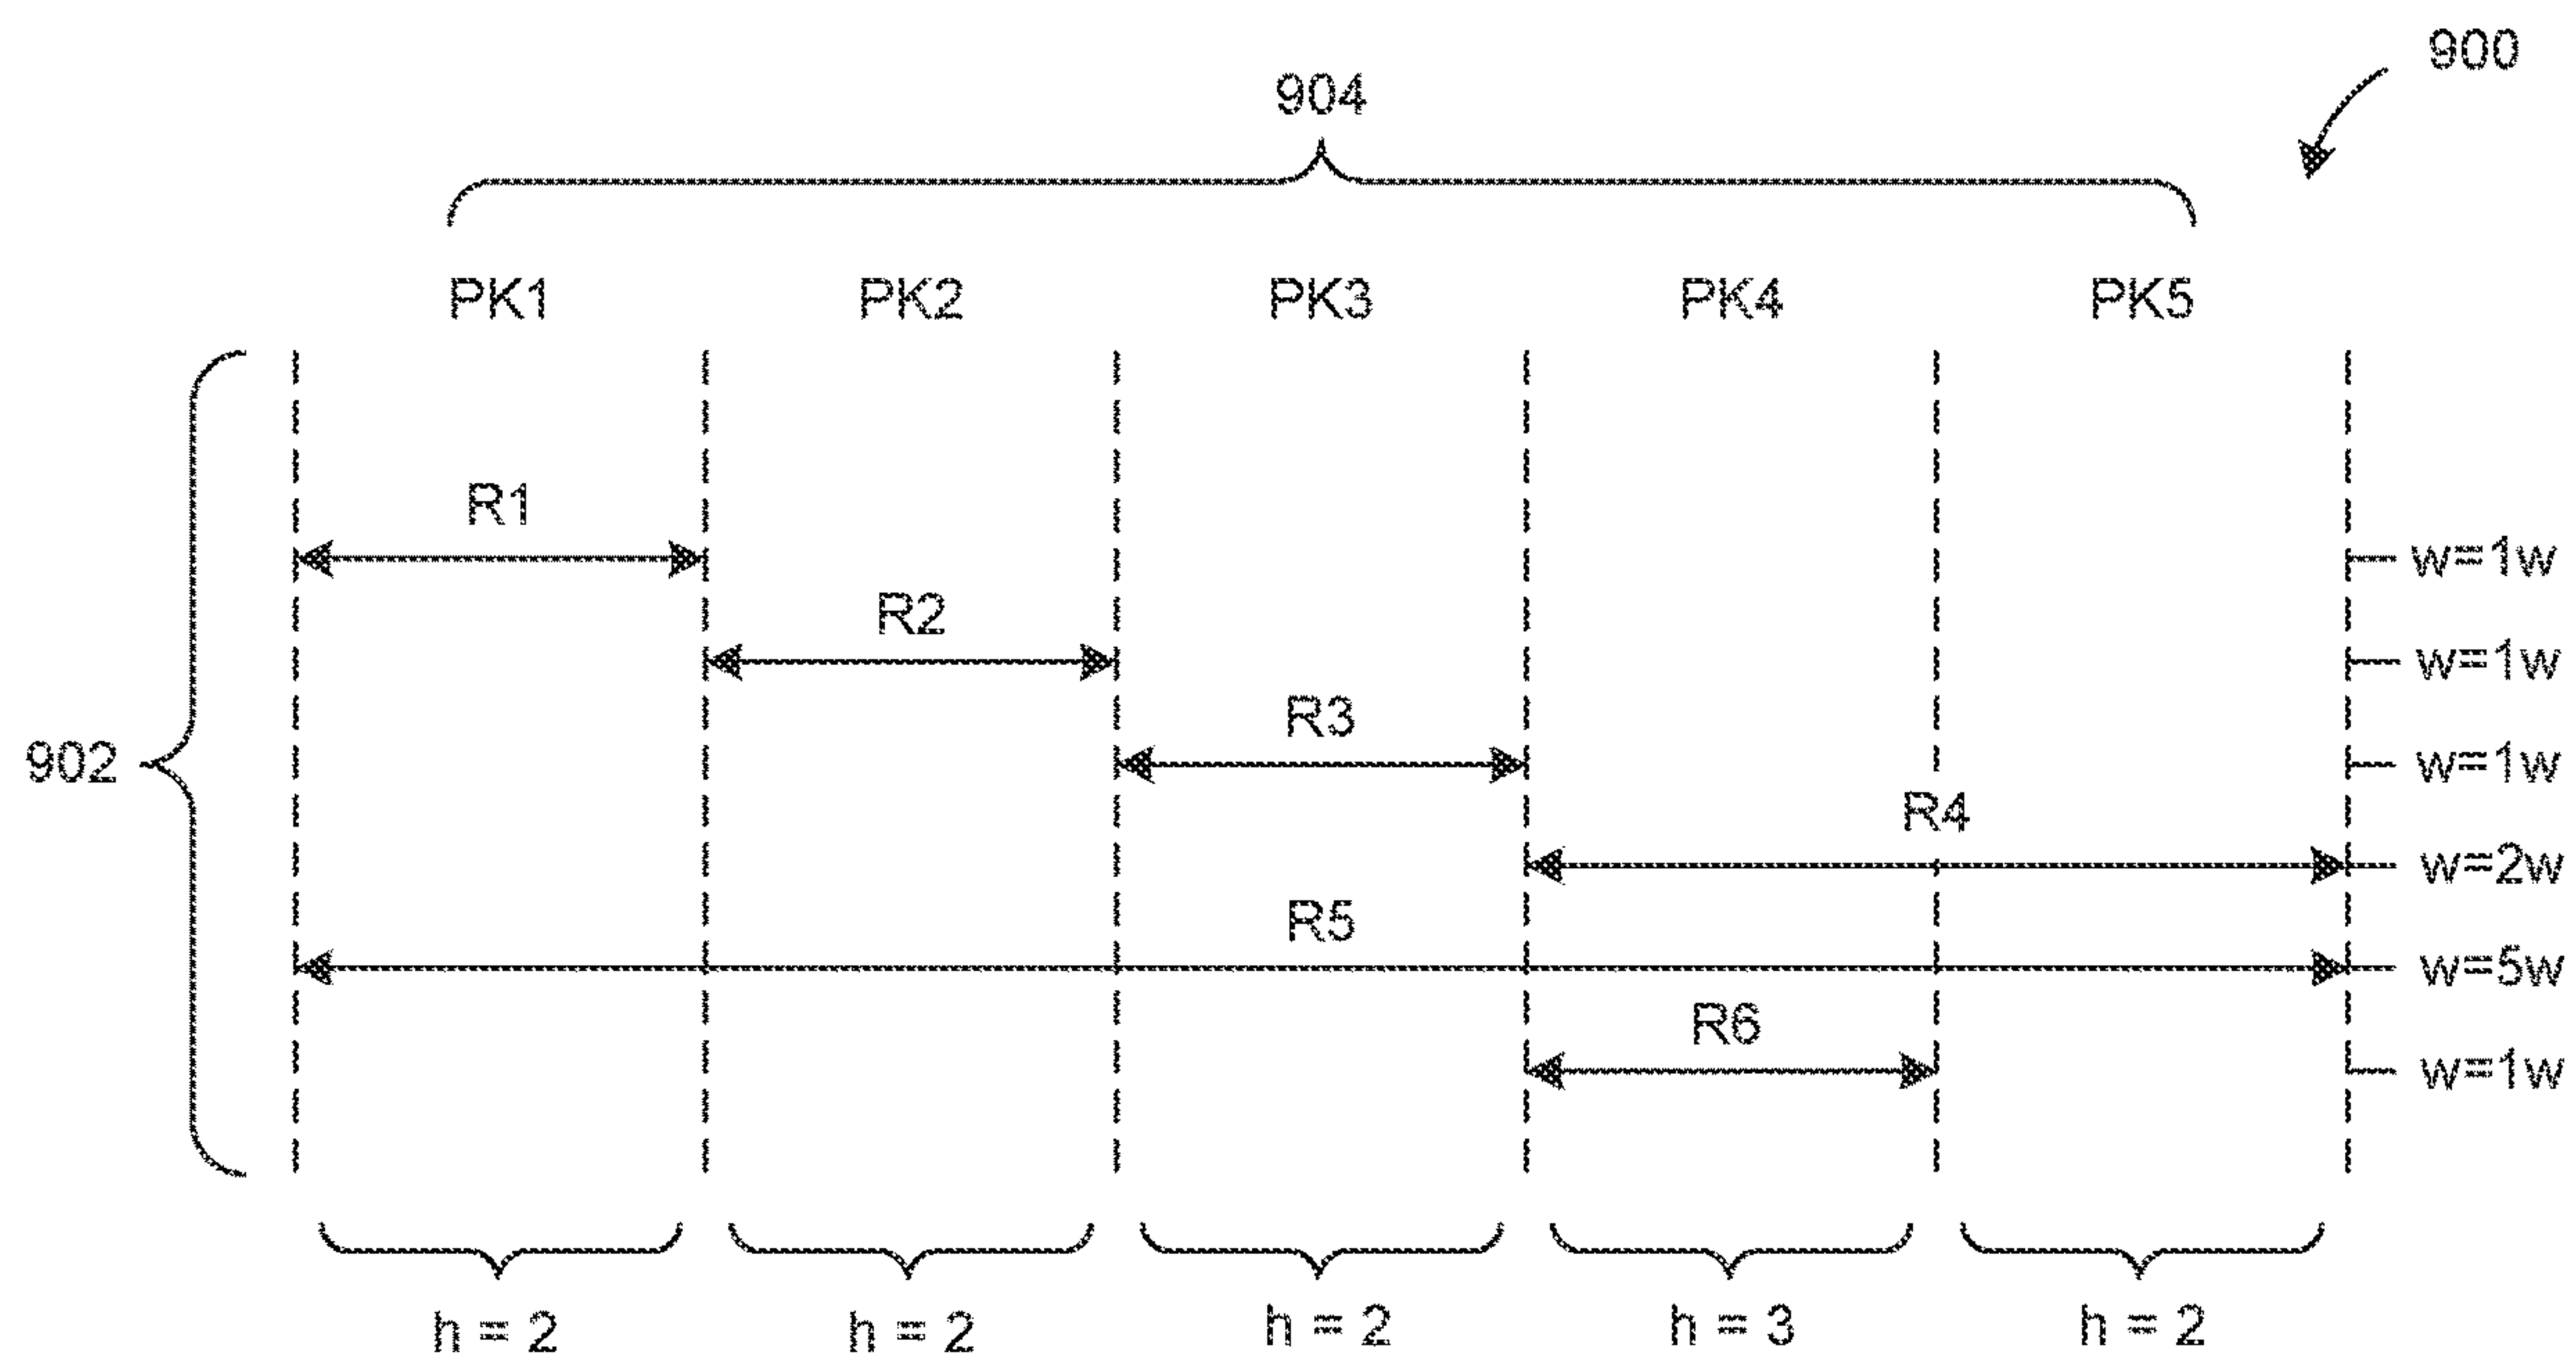 900
904
PK1 PK2 PK3 PK4 PK5
R1
w=1w
R2
w=1w
R3
902
w=1w
R4
w=2w
R5
w=5w
R6
w=1w
h = 2 h = 2 h = 2 h = 3 h = 2